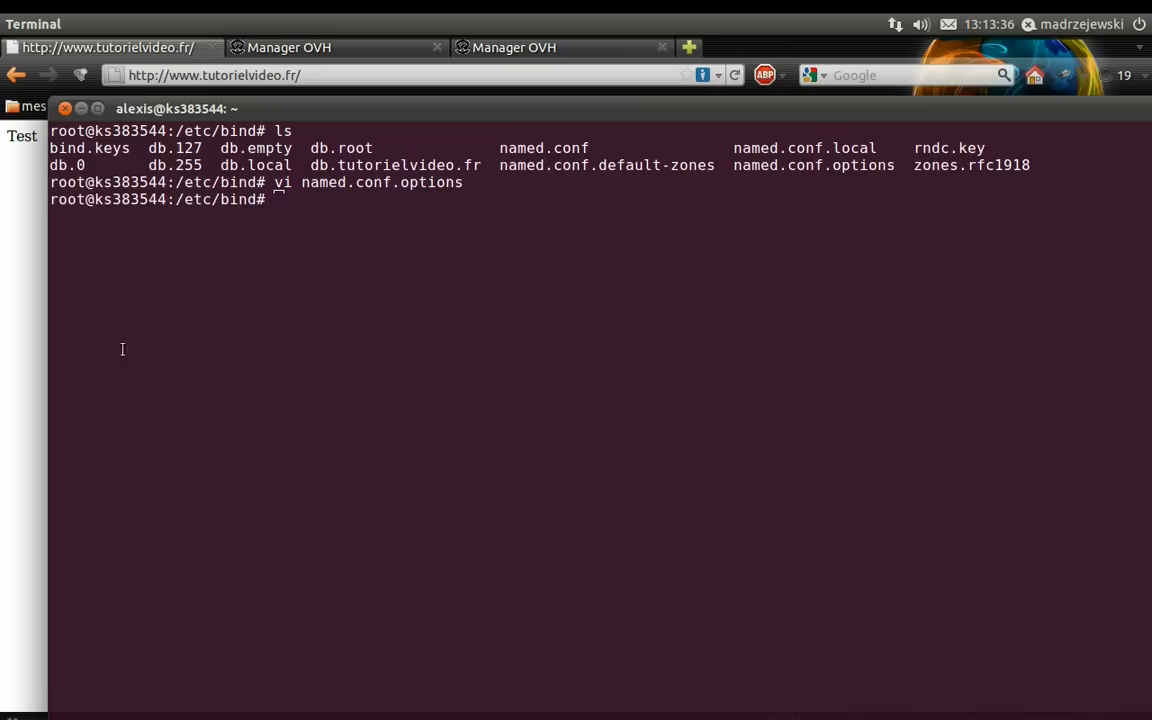 Terminal
13:13:36 madrzejewski
http://www.tutorielvideo.fr/ Manager OVH Manager OVH
http://www.tutorielvideo.fr/ ABP Google 19
mes alexis@ks383544: ~
Test
root@ks383544:/etc/bind# ls
bind.keys db.127 db.empty db.root named.conf named.conf.local rndc.key
db.0 db.255 db.local db.tutorielvideo.fr named.conf.default-zones named.conf.options zones.rfc1918
root@ks383544:/etc/bind# vi named.conf.options
root@ks383544:/etc/bind#